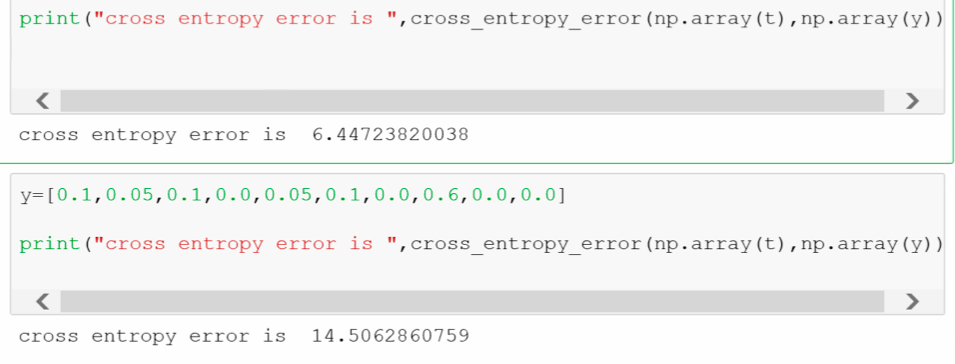 print("cross entropy error is ",cross_entropy_error(np.array(t),np.array(y))
cross entropy error is  6.44723820038
y=[0.1,0.05,0.1,0.0,0.05,0.1,0.0,0.6,0.0,0.0]
print("cross entropy error is ",cross_entropy_error(np.array(t),np.array(y))
cross entropy error is  14.5062860759